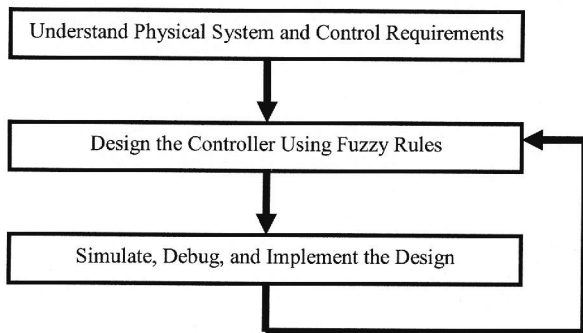 Understand Physical System and Control Requirements
Design the Controller Using Fuzzy Rules
Simulate, Debug, and Implement the Design